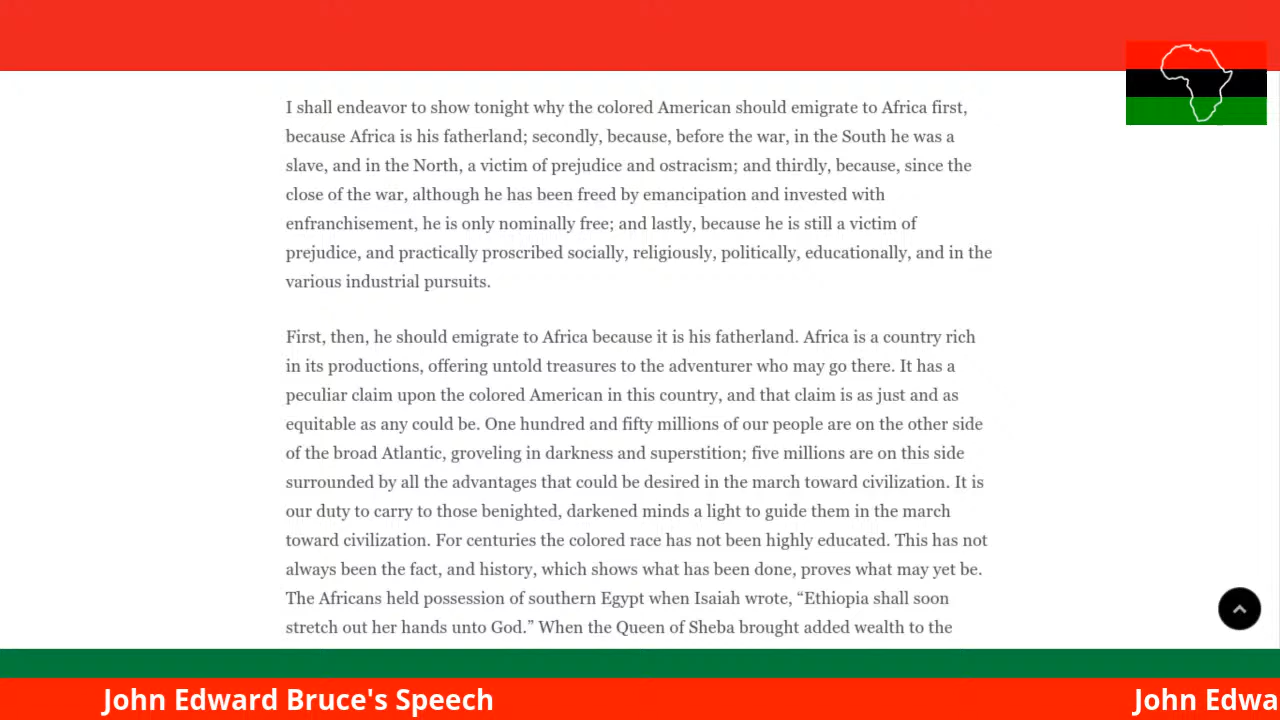 I shall endeavor to show tonight why the colored American should emigrate to Africa first,
because Africa is his fatherland; secondly, because, before the war, in the South he was a
slave, and in the North, a victim of prejudice and ostracism; and thirdly, because, since the
close of the war, although he has been freed by emancipation and invested with
enfranchisement, he is only nominally free; and lastly, because he is still a victim of
prejudice, and practically proscribed socially, religiously, politically, educationally, and in the
various industrial pursuits.
First, then, he should emigrate to Africa because it is his fatherland. Africa is a country rich
in its productions, offering untold treasures to the adventurer who may go there. It has a
peculiar claim upon the colored American in this country, and that claim is as just and as
equitable as any could be. One hundred and fifty millions of our people are on the other side
of the broad Atlantic, groveling in darkness and superstition; five millions are on this side
surrounded by all the advantages that could be desired in the march toward civilization. It is
our duty to carry to those benighted, darkened minds a light to guide them in the march
toward civilization. For centuries the colored race has not been highly educated. This has not
always been the fact, and history, which shows what has been done, proves what may yet be.
The Africans held possession of southern Egypt when Isaiah wrote, “Ethiopia shall soon
stretch out her hands unto God.” When the Queen of Sheba brought added wealth to the
John Edward Bruce's Speech
John Edwa